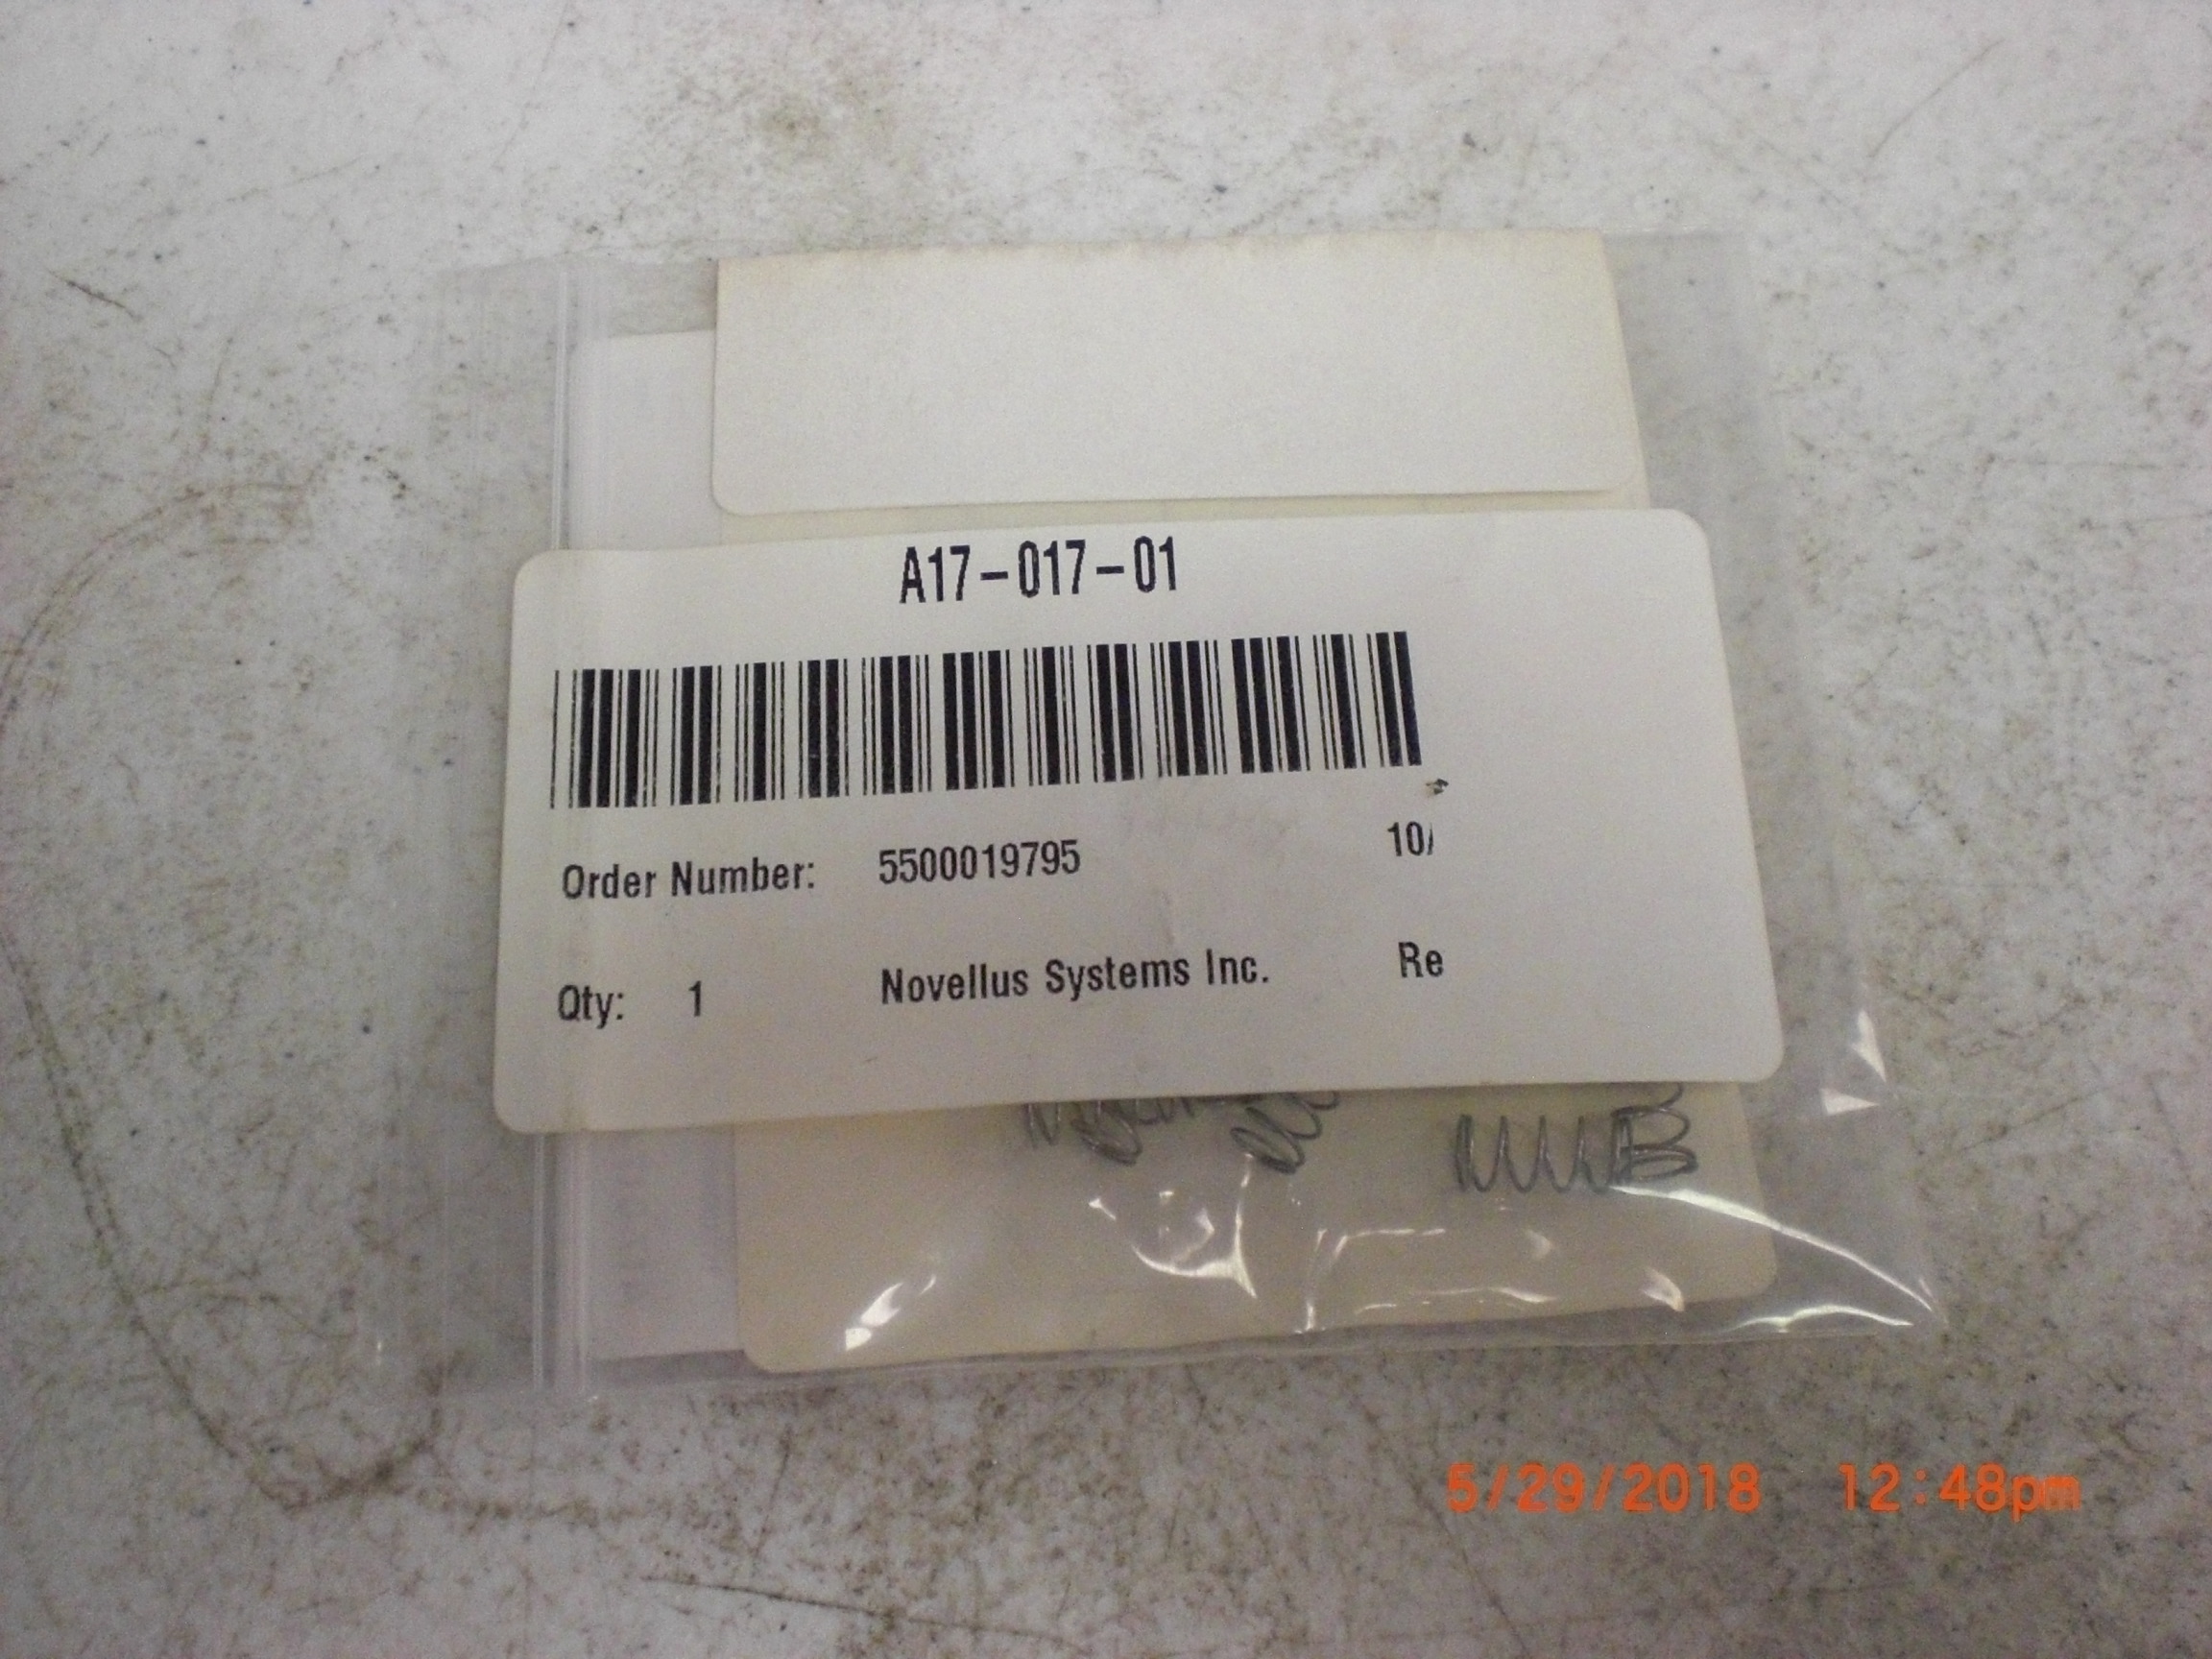 A17-017-01
Order Number: 5500019795 10/
Qty: 1 Novellus Systems Inc. Re
5/29/2018 12:48pm